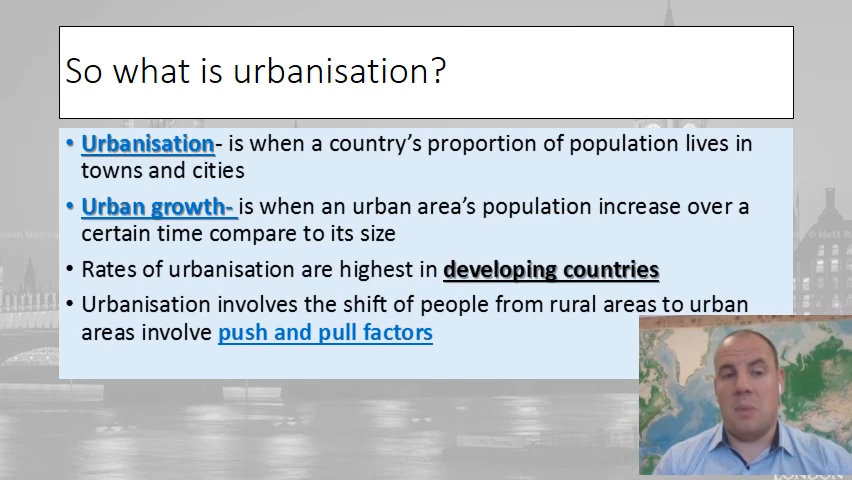 So what is urbanisation?
• Urbanisation- is when a country's proportion of population lives in
towns and cities
• Urban growth- is when an urban area's population increase over a
certain time compare to its size
• Rates of urbanisation are highest in developing countries
• Urbanisation involves the shift of people from rural areas to urban
areas involve push and pull factors
LONDON